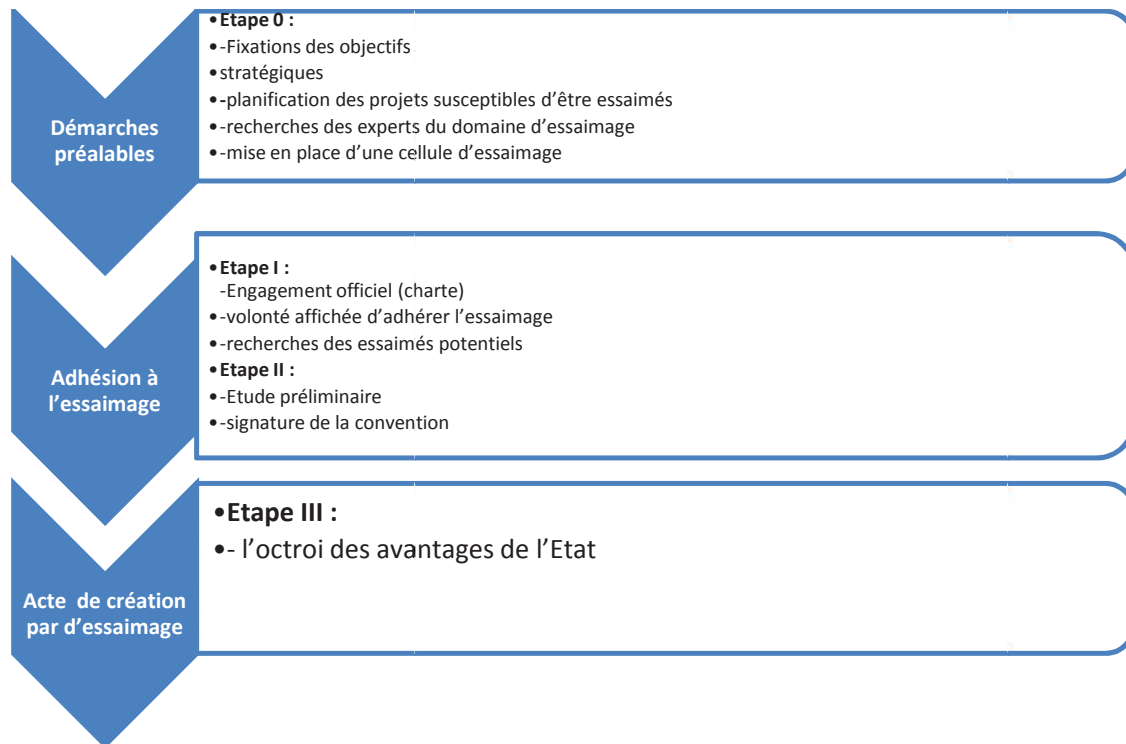 Démarches
préalables
•Etape 0 :
•-Fixations des objectifs
•stratégiques
•-planification des projets susceptibles d'être essaimés
•-recherches des experts du domaine d'essaimage
•-mise en place d'une cellule d'essaimage
Adhésion à
l'essaimage
•Etape I :
-Engagement officiel (charte)
•-volonté affichée d'adhérer l'essaimage
•-recherches des essaimés potentiels
•Etape II :
•-Etude préliminaire
•-signature de la convention
Acte de création
par d'essaimage
•Etape III :
•- l'octroi des avantages de l'Etat